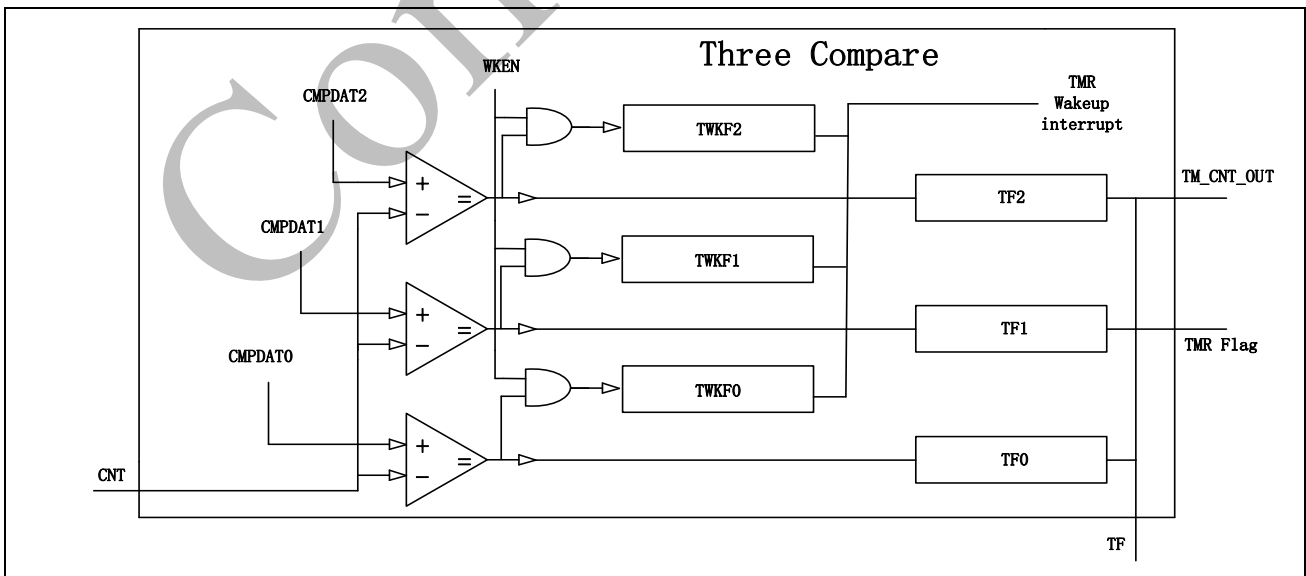 Three Compare
WKEN
TMR
Wakeup
interrupt
CMPDAT2
TWKF2
+
−
=
TF2
TM_CNT_OUT
CMPDAT1
TWKF1
+
−
=
TF1
TMR Flag
CMPDAT0
TWKF0
+
−
=
TF0
CNT
TF